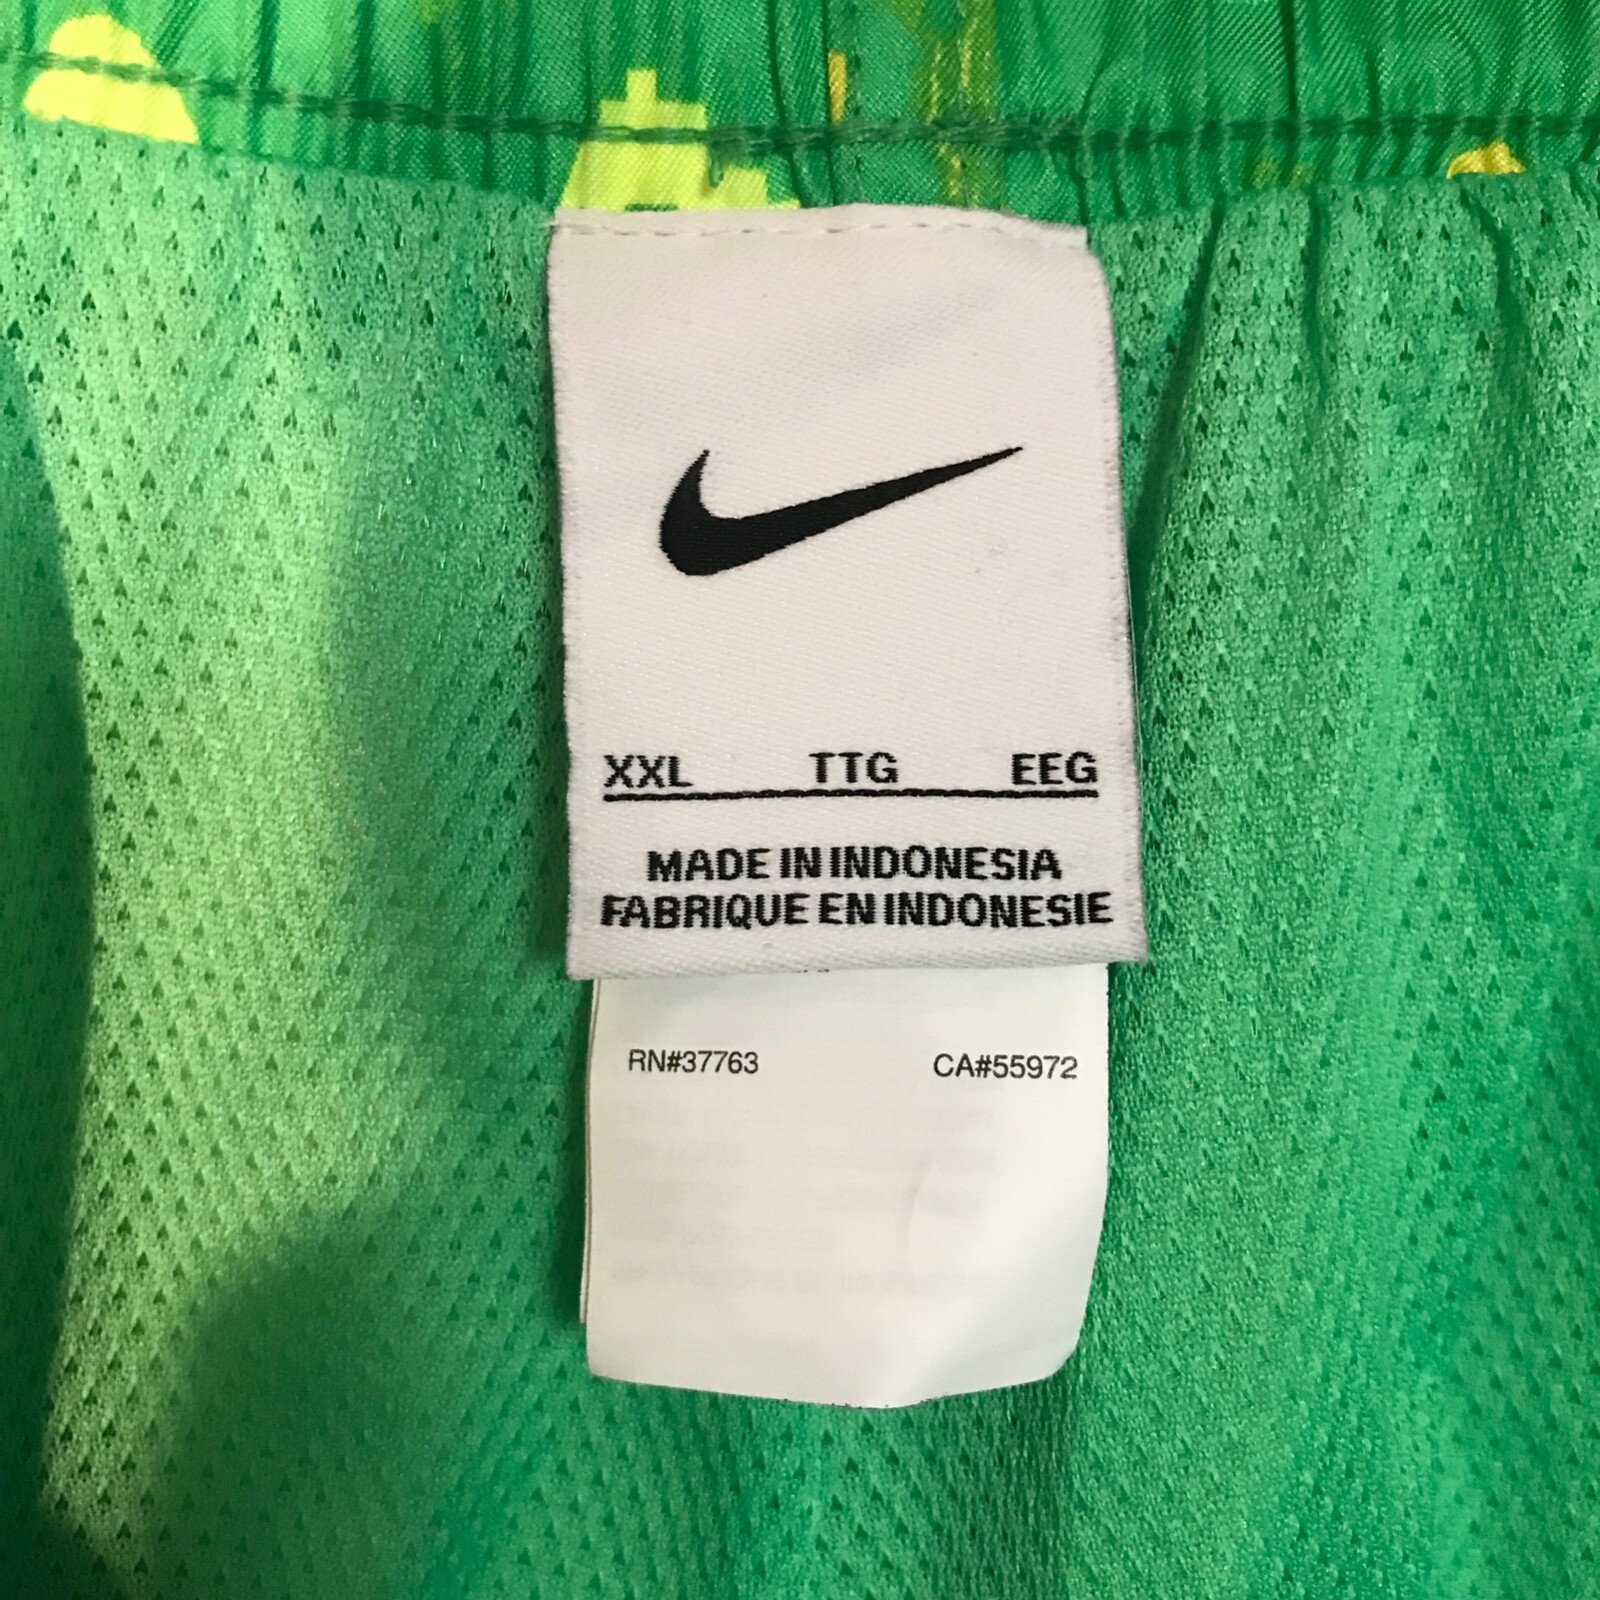 XXL TTG EEG
MADE IN INDONESIA
FABRIQUE EN INDONESIE
RN#37763 CA#55972